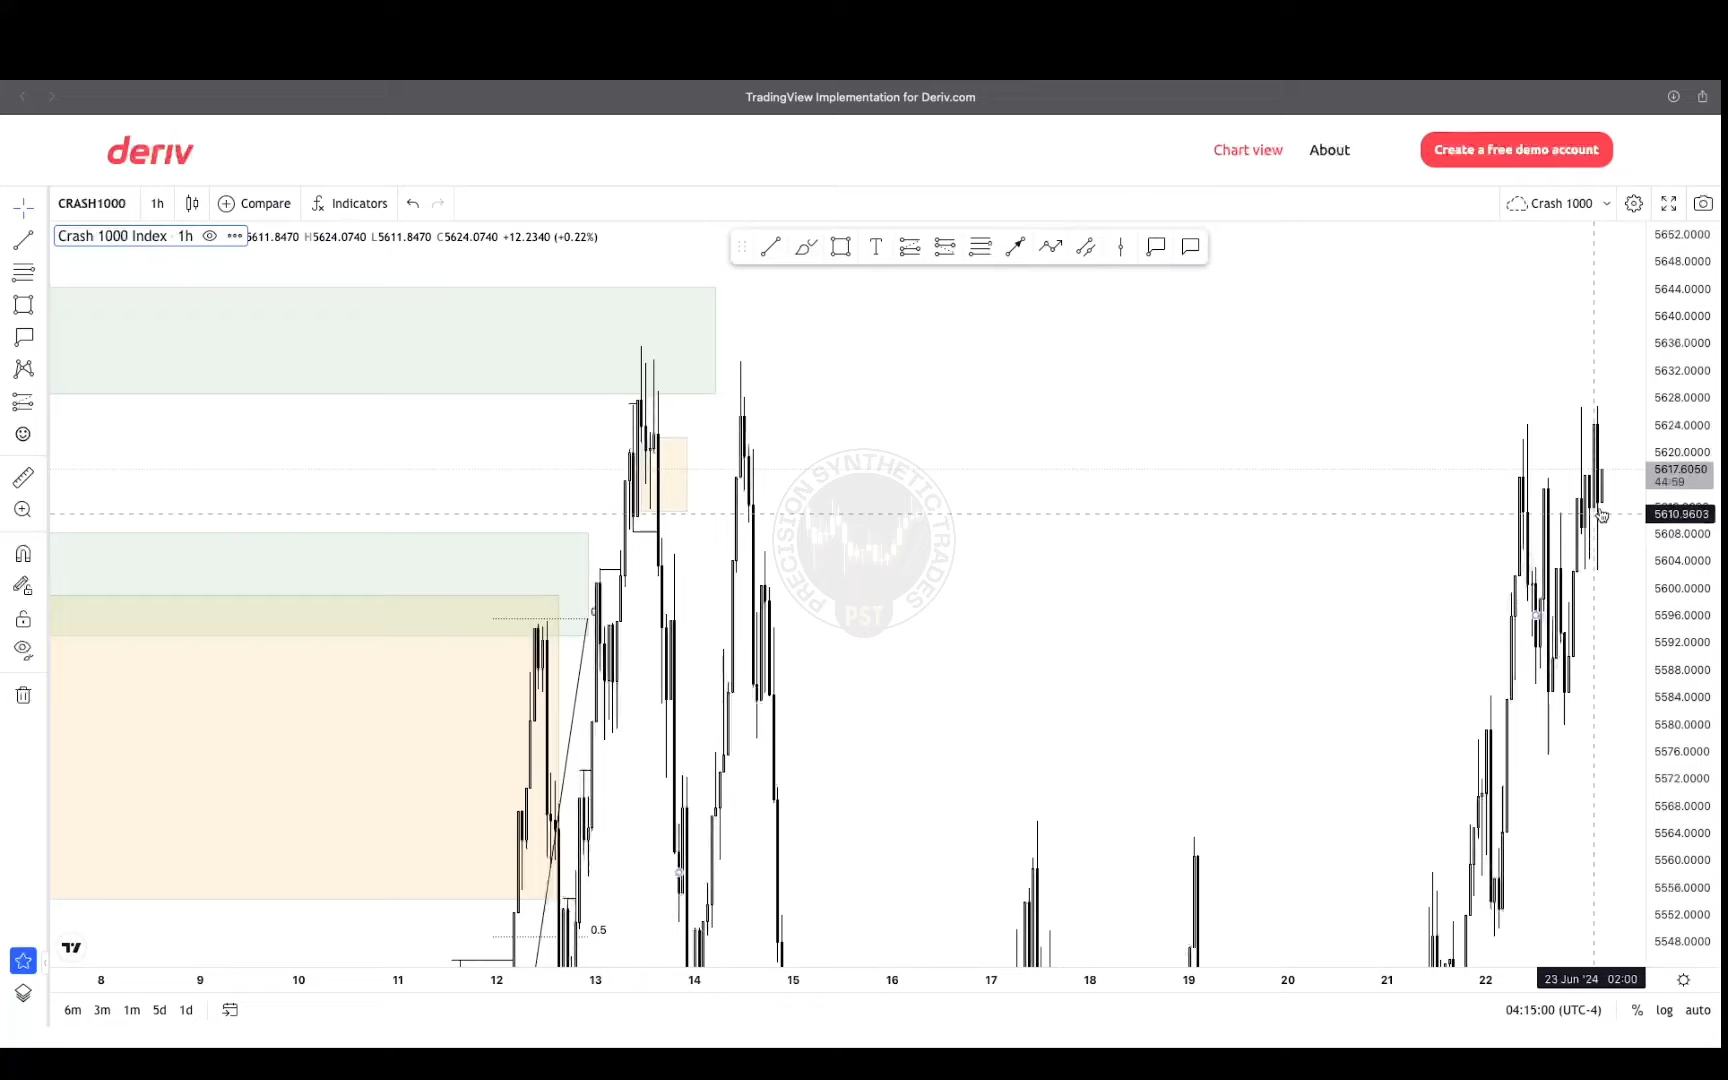 TradingView Implementation for Deriv.com
deriv
Chart view
About
Create a free demo account
CRASH1000
1h
Compare
Indicators
Crash 1000
Crash 1000 Index · 1h
5611.8470 H5624.0740 L5611.8470 C5624.0740 +12.2340 (+0.22%)
5652.0000
5648.0000
5644.0000
5640.0000
5636.0000
5632.0000
5628.0000
5624.0000
5620.0000
5617.6050
44:59
5610.9603
5608.0000
5604.0000
5600.0000
5596.0000
5592.0000
5588.0000
5584.0000
5580.0000
5576.0000
5572.0000
5568.0000
5564.0000
5560.0000
5556.0000
5552.0000
5548.0000
PRECISION SYNTHETIC TRADES
PST
0.5
8 9 10 11 12 13 14 15 16 17 18 19 20 21 22
23 Jun '24 02:00
6m 3m 1m 5d 1d
04:15:00 (UTC-4)
% log auto